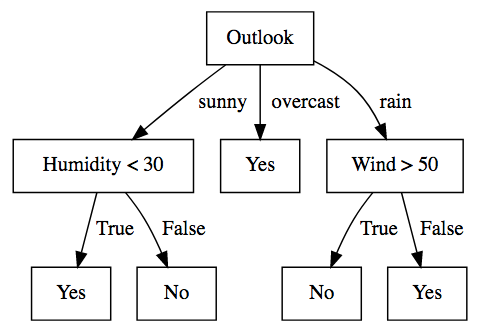 Outlook
sunny overcast rain
Humidity < 30 Yes Wind > 50
True False True False
Yes No No Yes